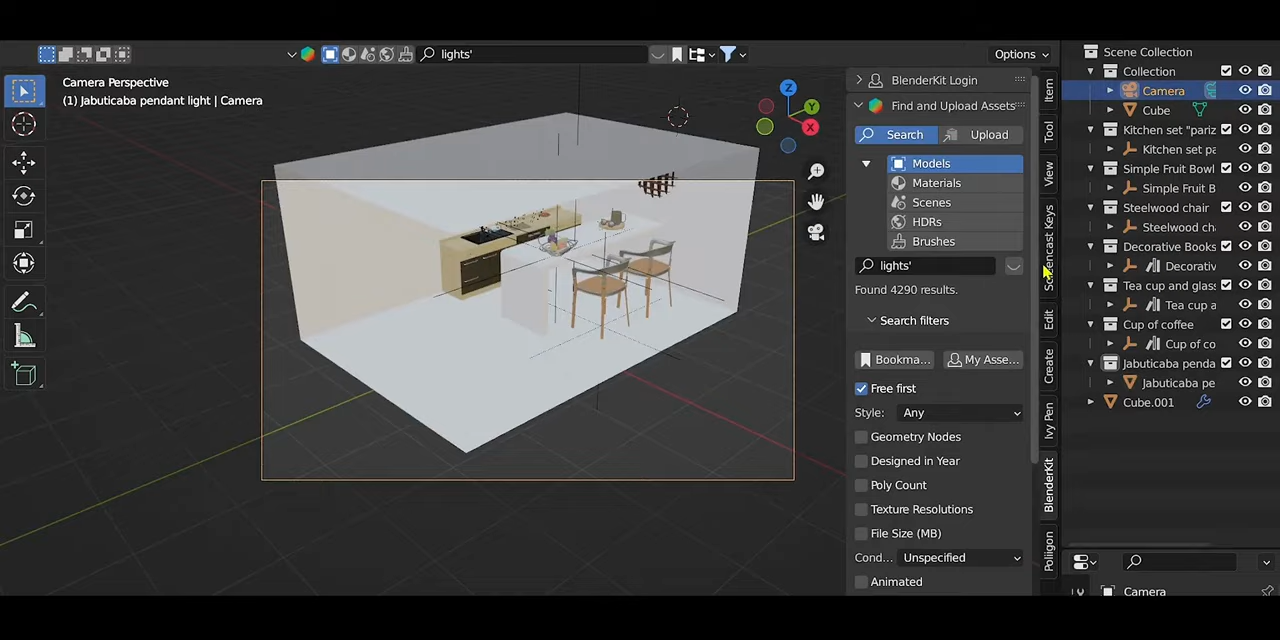 lights'
Options
Camera Perspective
(1) Jabuticaba pendant light | Camera
Z
Y
X
BlenderKit Login
Find and Upload Assets
Search
Upload
Models
Materials
Scenes
HDRs
Brushes
lights'
Found 4290 results.
Search filters
Bookma...
My Asse...
Free first
Style:
Any
Geometry Nodes
Designed in Year
Poly Count
Texture Resolutions
File Size (MB)
Cond...
Unspecified
Animated
Item
Tool
View
Screencast Keys
Edit
Create
Ivy Pen
BlenderKit
Poliigon
Scene Collection
Collection
Camera
Cube
Kitchen set "pariz
Kitchen set pa
Simple Fruit Bowl
Simple Fruit B
Steelwood chair
Steelwood ch
Decorative Books
Decorativ
Tea cup and glass
Tea cup a
Cup of coffee
Cup of co
Jabuticaba penda
Jabuticaba pe
Cube.001
Camera